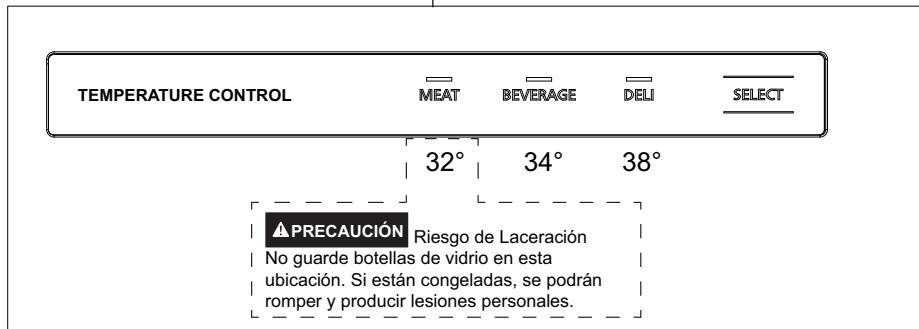 TEMPERATURE CONTROL MEAT BEVERAGE DELI SELECT
32° 34° 38°
PRECAUCIÓN Riesgo de Laceración
No guarde botellas de vidrio en esta
ubicación. Si están congeladas, se podrán
romper y producir lesiones personales.